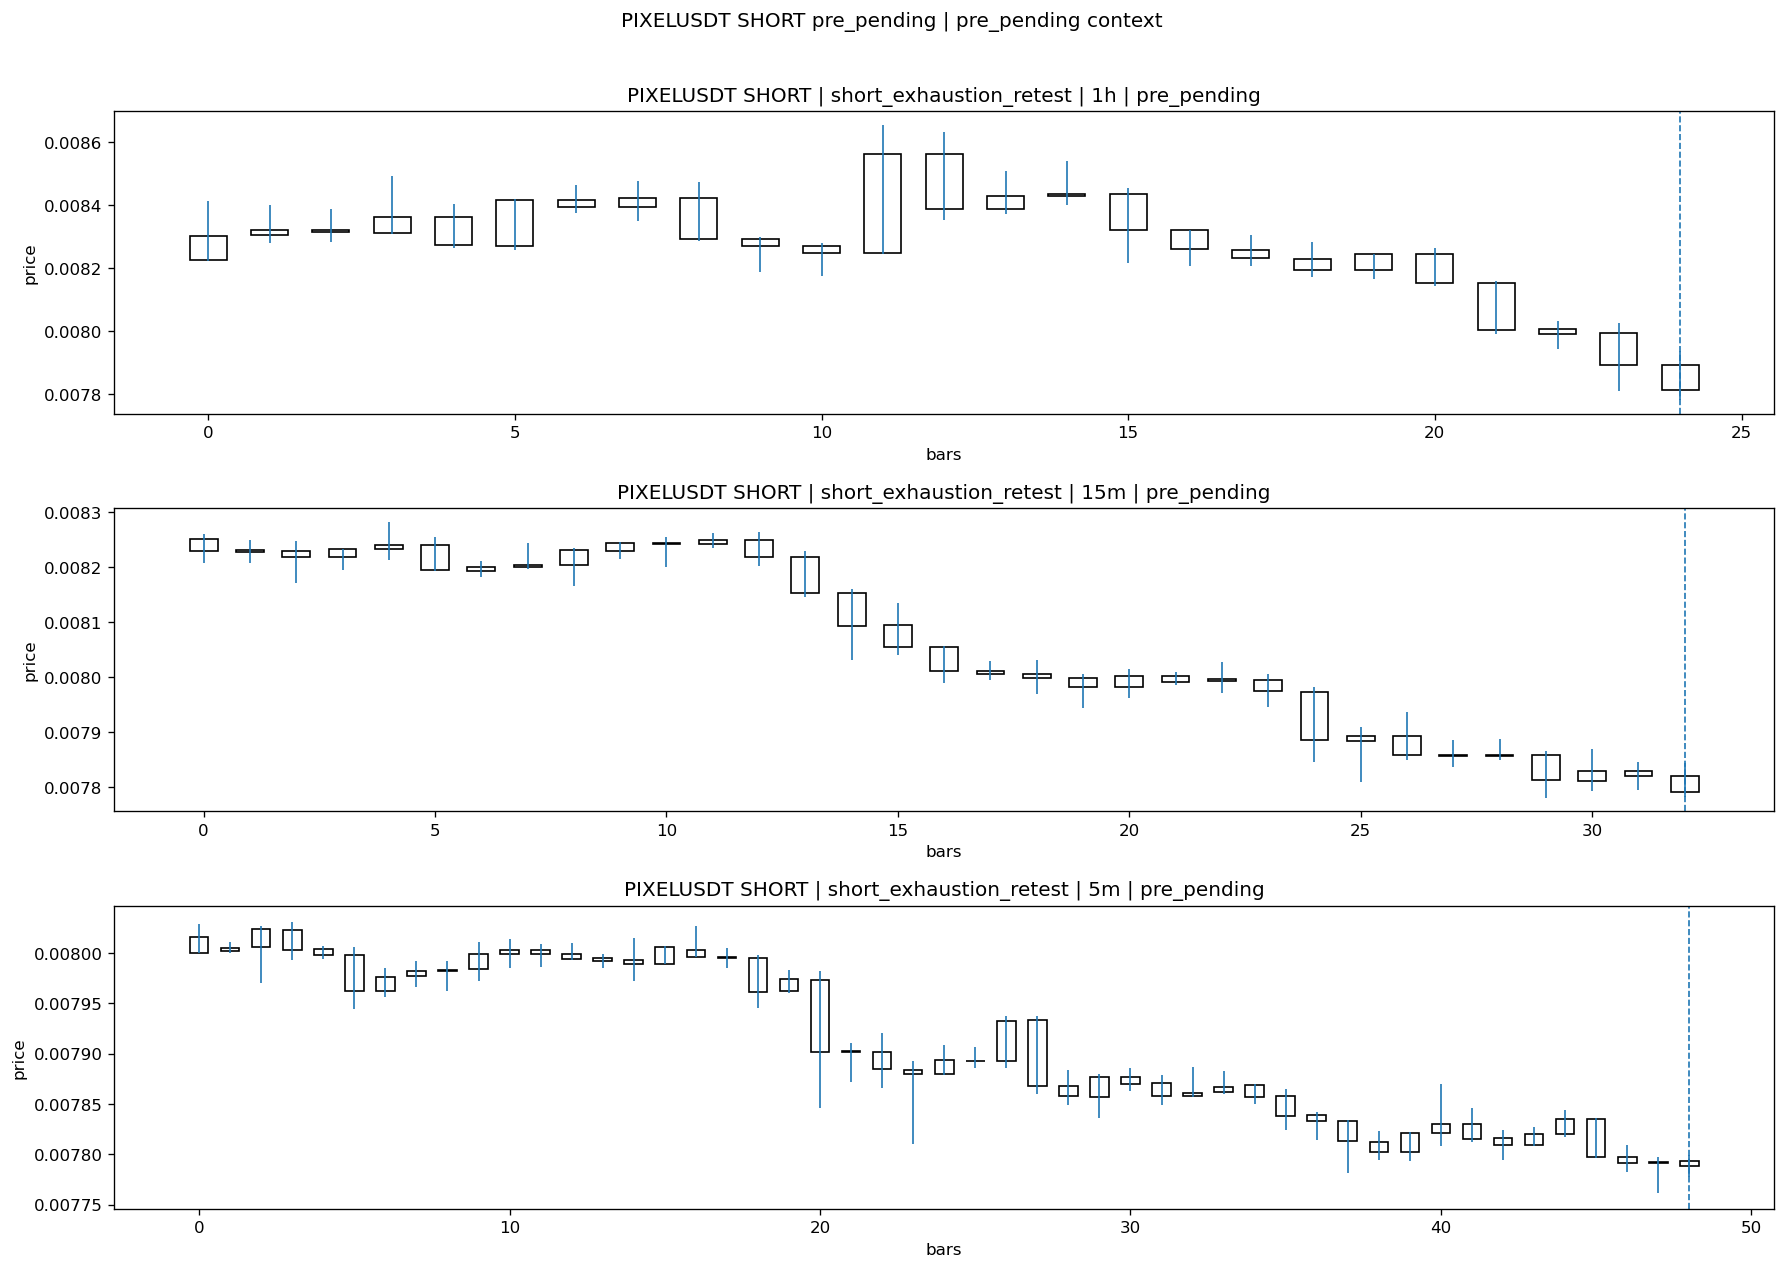 PIXELUSDT SHORT pre_pending | pre_pending context
PIXELUSDT SHORT | short_exhaustion_retest | 1h | pre_pending
0.0086
0.0084
0.0082
0.0080
0.0078
price
0 5 10 15 20 25
bars
PIXELUSDT SHORT | short_exhaustion_retest | 15m | pre_pending
0.0083
0.0082
0.0081
0.0080
0.0079
0.0078
price
0 5 10 15 20 25 30
bars
PIXELUSDT SHORT | short_exhaustion_retest | 5m | pre_pending
0.00800
0.00795
0.00790
0.00785
0.00780
0.00775
price
0 10 20 30 40 50
bars